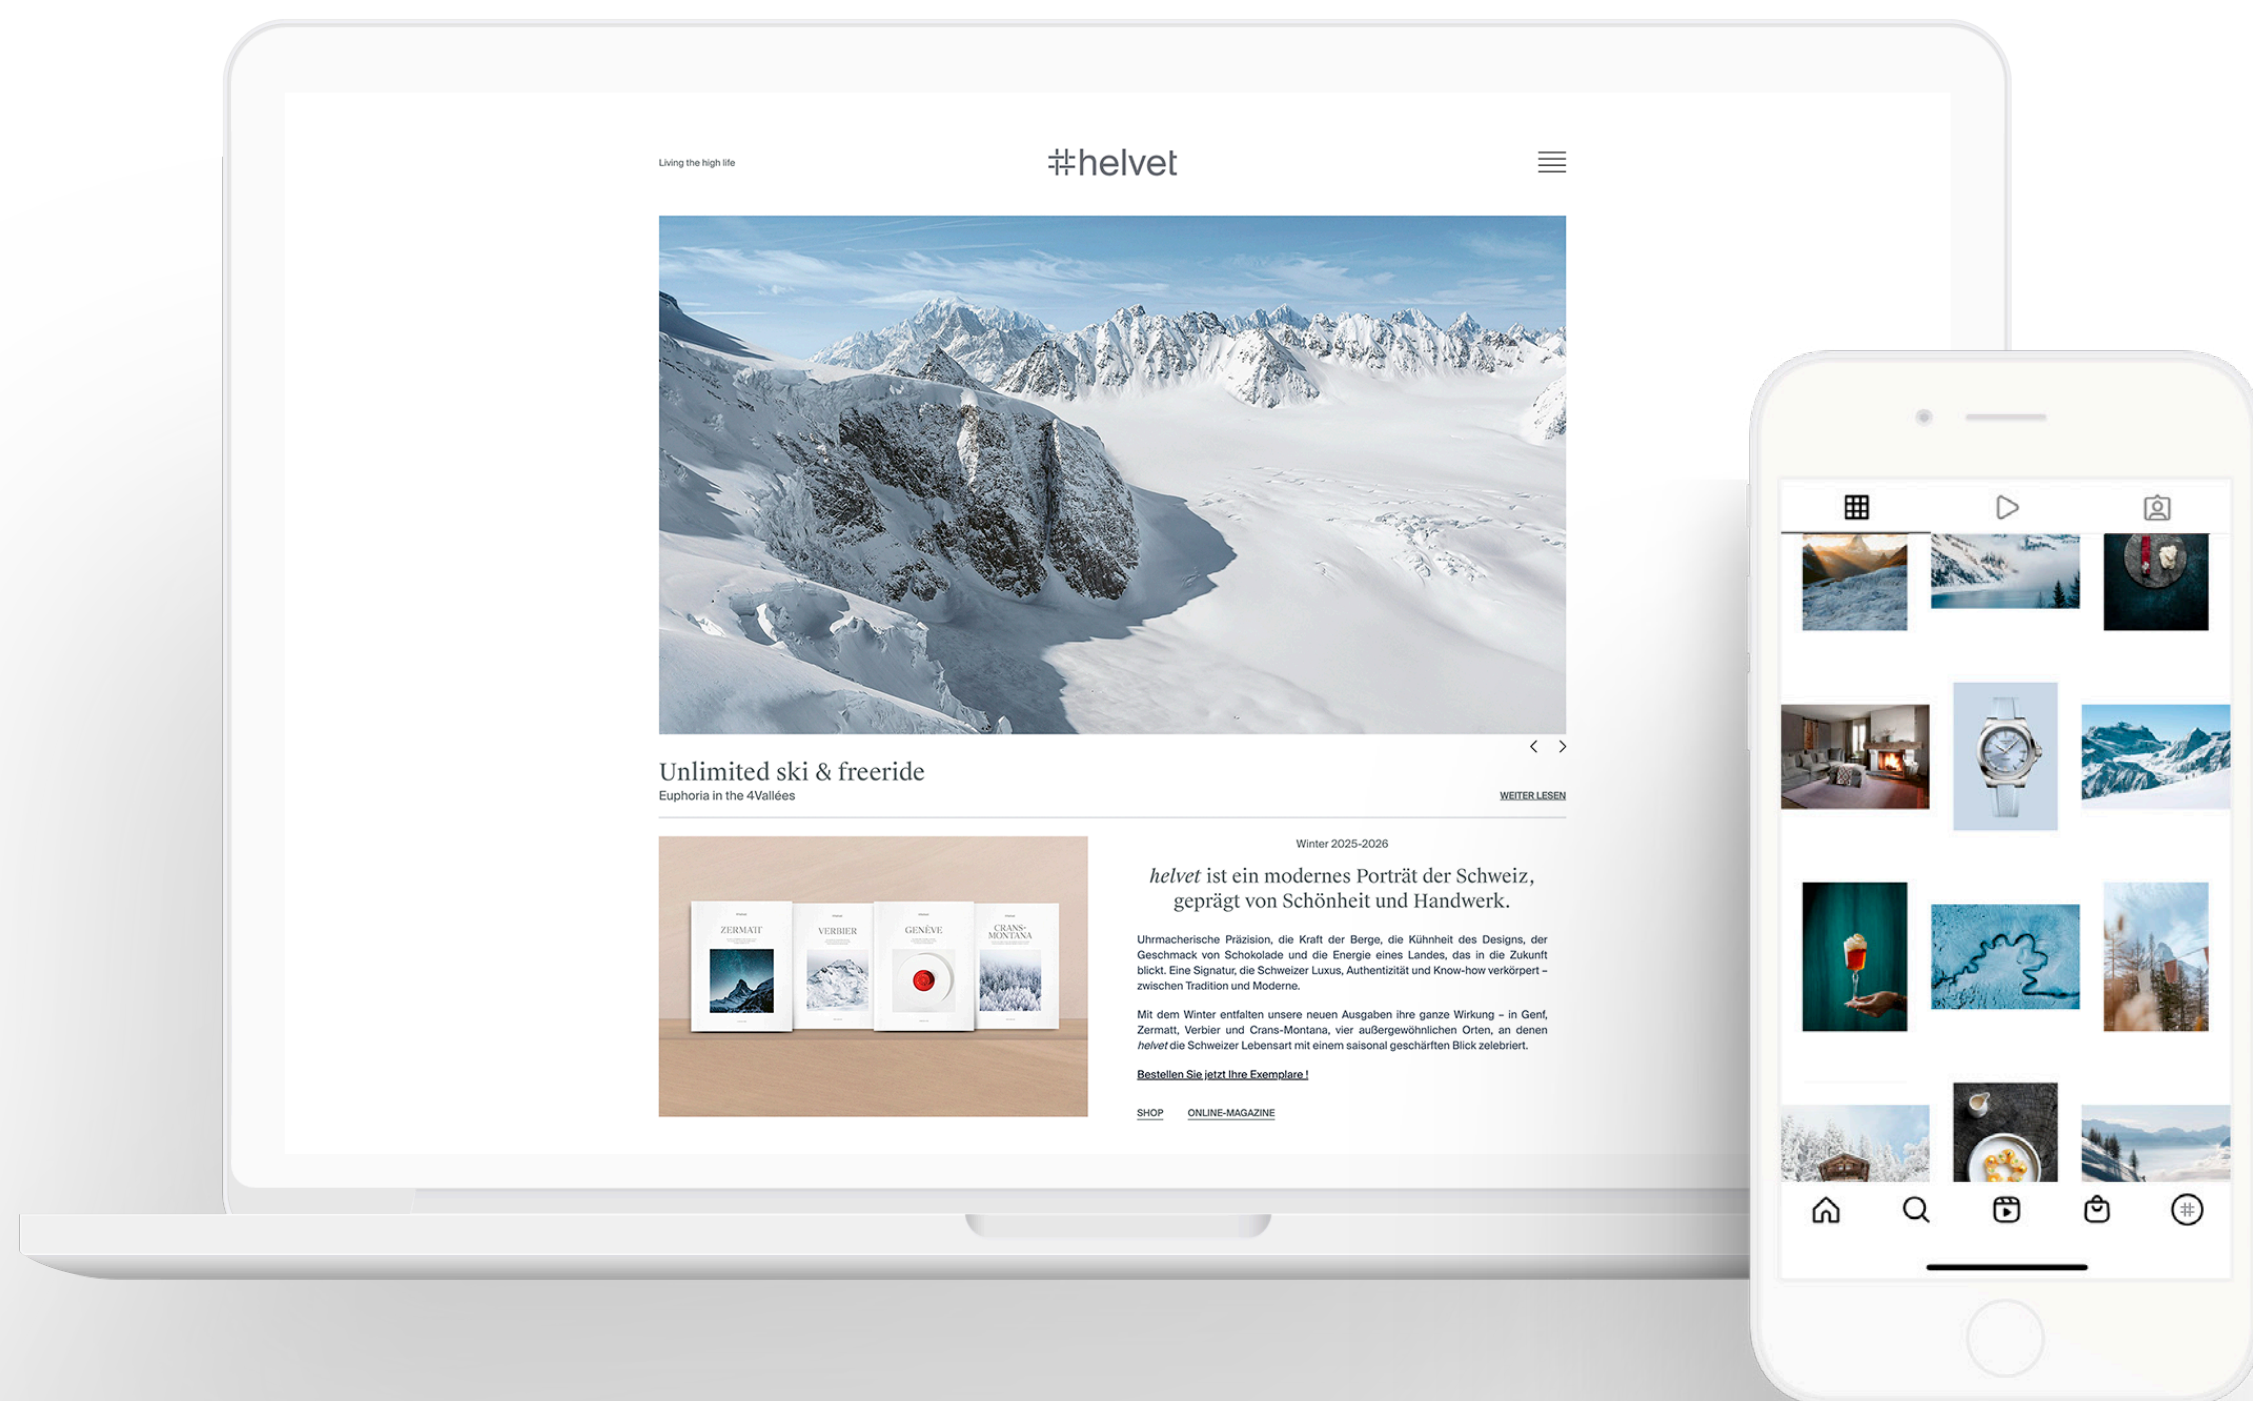 Living the high life
#helvet
Unlimited ski & freeride
Euphoria in the 4Vallées
WEITER LESEN
ZERMATT
VERBIER
GENÈVE
CRANS-
MONTANA
Winter 2025-2026
helvet ist ein modernes Porträt der Schweiz,
geprägt von Schönheit und Handwerk.
Uhrmacherische Präzision, die Kraft der Berge, die Kühnheit des Designs, der
Geschmack von Schokolade und die Energie eines Landes, das in die Zukunft
blickt. Eine Signatur, die Schweizer Luxus, Authentizität und Know-how verkörpert –
zwischen Tradition und Moderne.
Mit dem Winter entfalten unsere neuen Ausgaben ihre ganze Wirkung – in Genf,
Zermatt, Verbier und Crans-Montana, vier außergewöhnlichen Orten, an denen
helvet die Schweizer Lebensart mit einem saisonal geschärften Blick zelebriert.
Bestellen Sie jetzt Ihre Exemplare !
SHOP
ONLINE-MAGAZINE
#